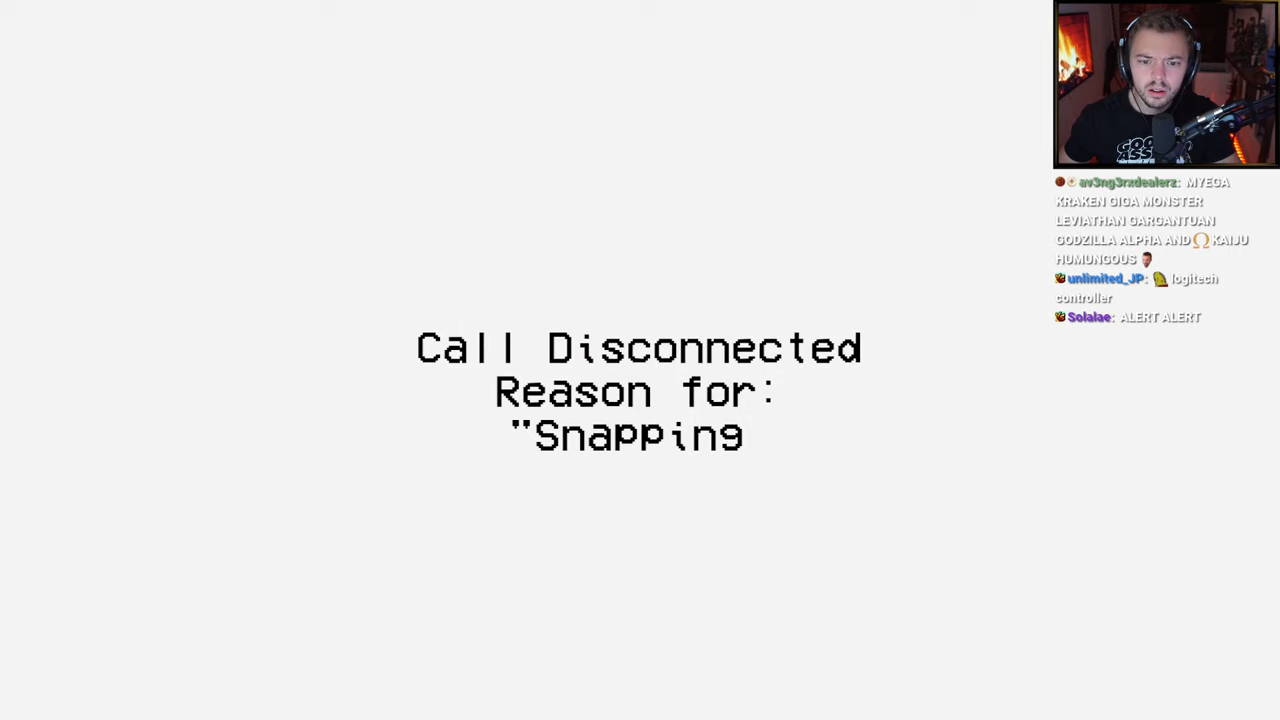 Call Disconnected
Reason for:
"Snapping
av3ng3rxdealerz: MYEGA
KRAKEN GIGA MONSTER
LEVIATHAN GARGANTUAN
GODZILLA ALPHA AND Ω KAIJU
HUMUNGOUS
unlimited_JP: logitech
controller
Solalae: ALERT ALERT